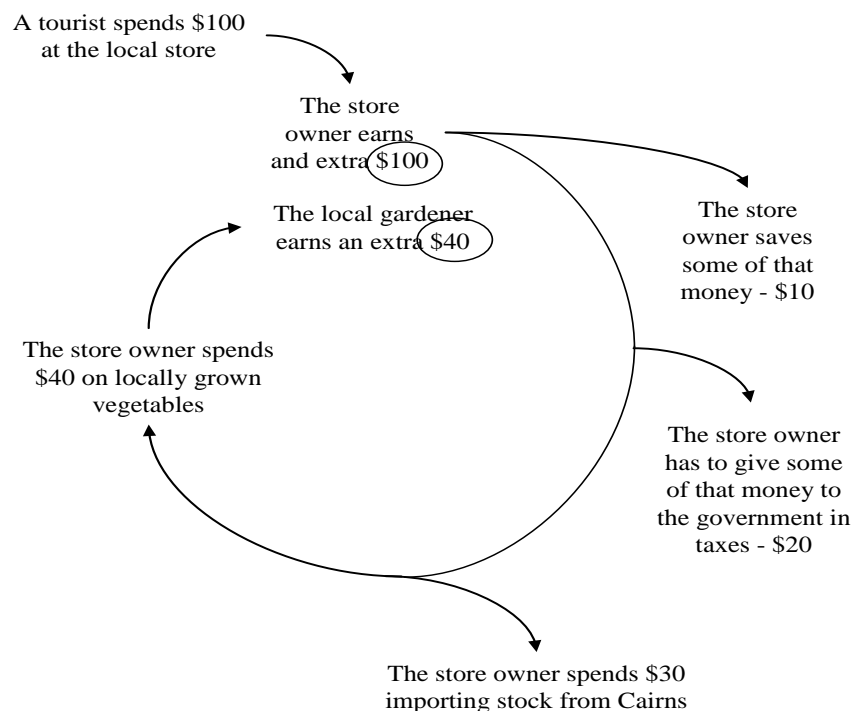 A tourist spends $100
at the local store
The store
owner earns
and extra $100
The local gardener
earns an extra $40
The store
owner saves
some of that
money - $10
The store owner spends
$40 on locally grown
vegetables
The store owner
has to give some
of that money to
the government in
taxes - $20
The store owner spends $30
importing stock from Cairns